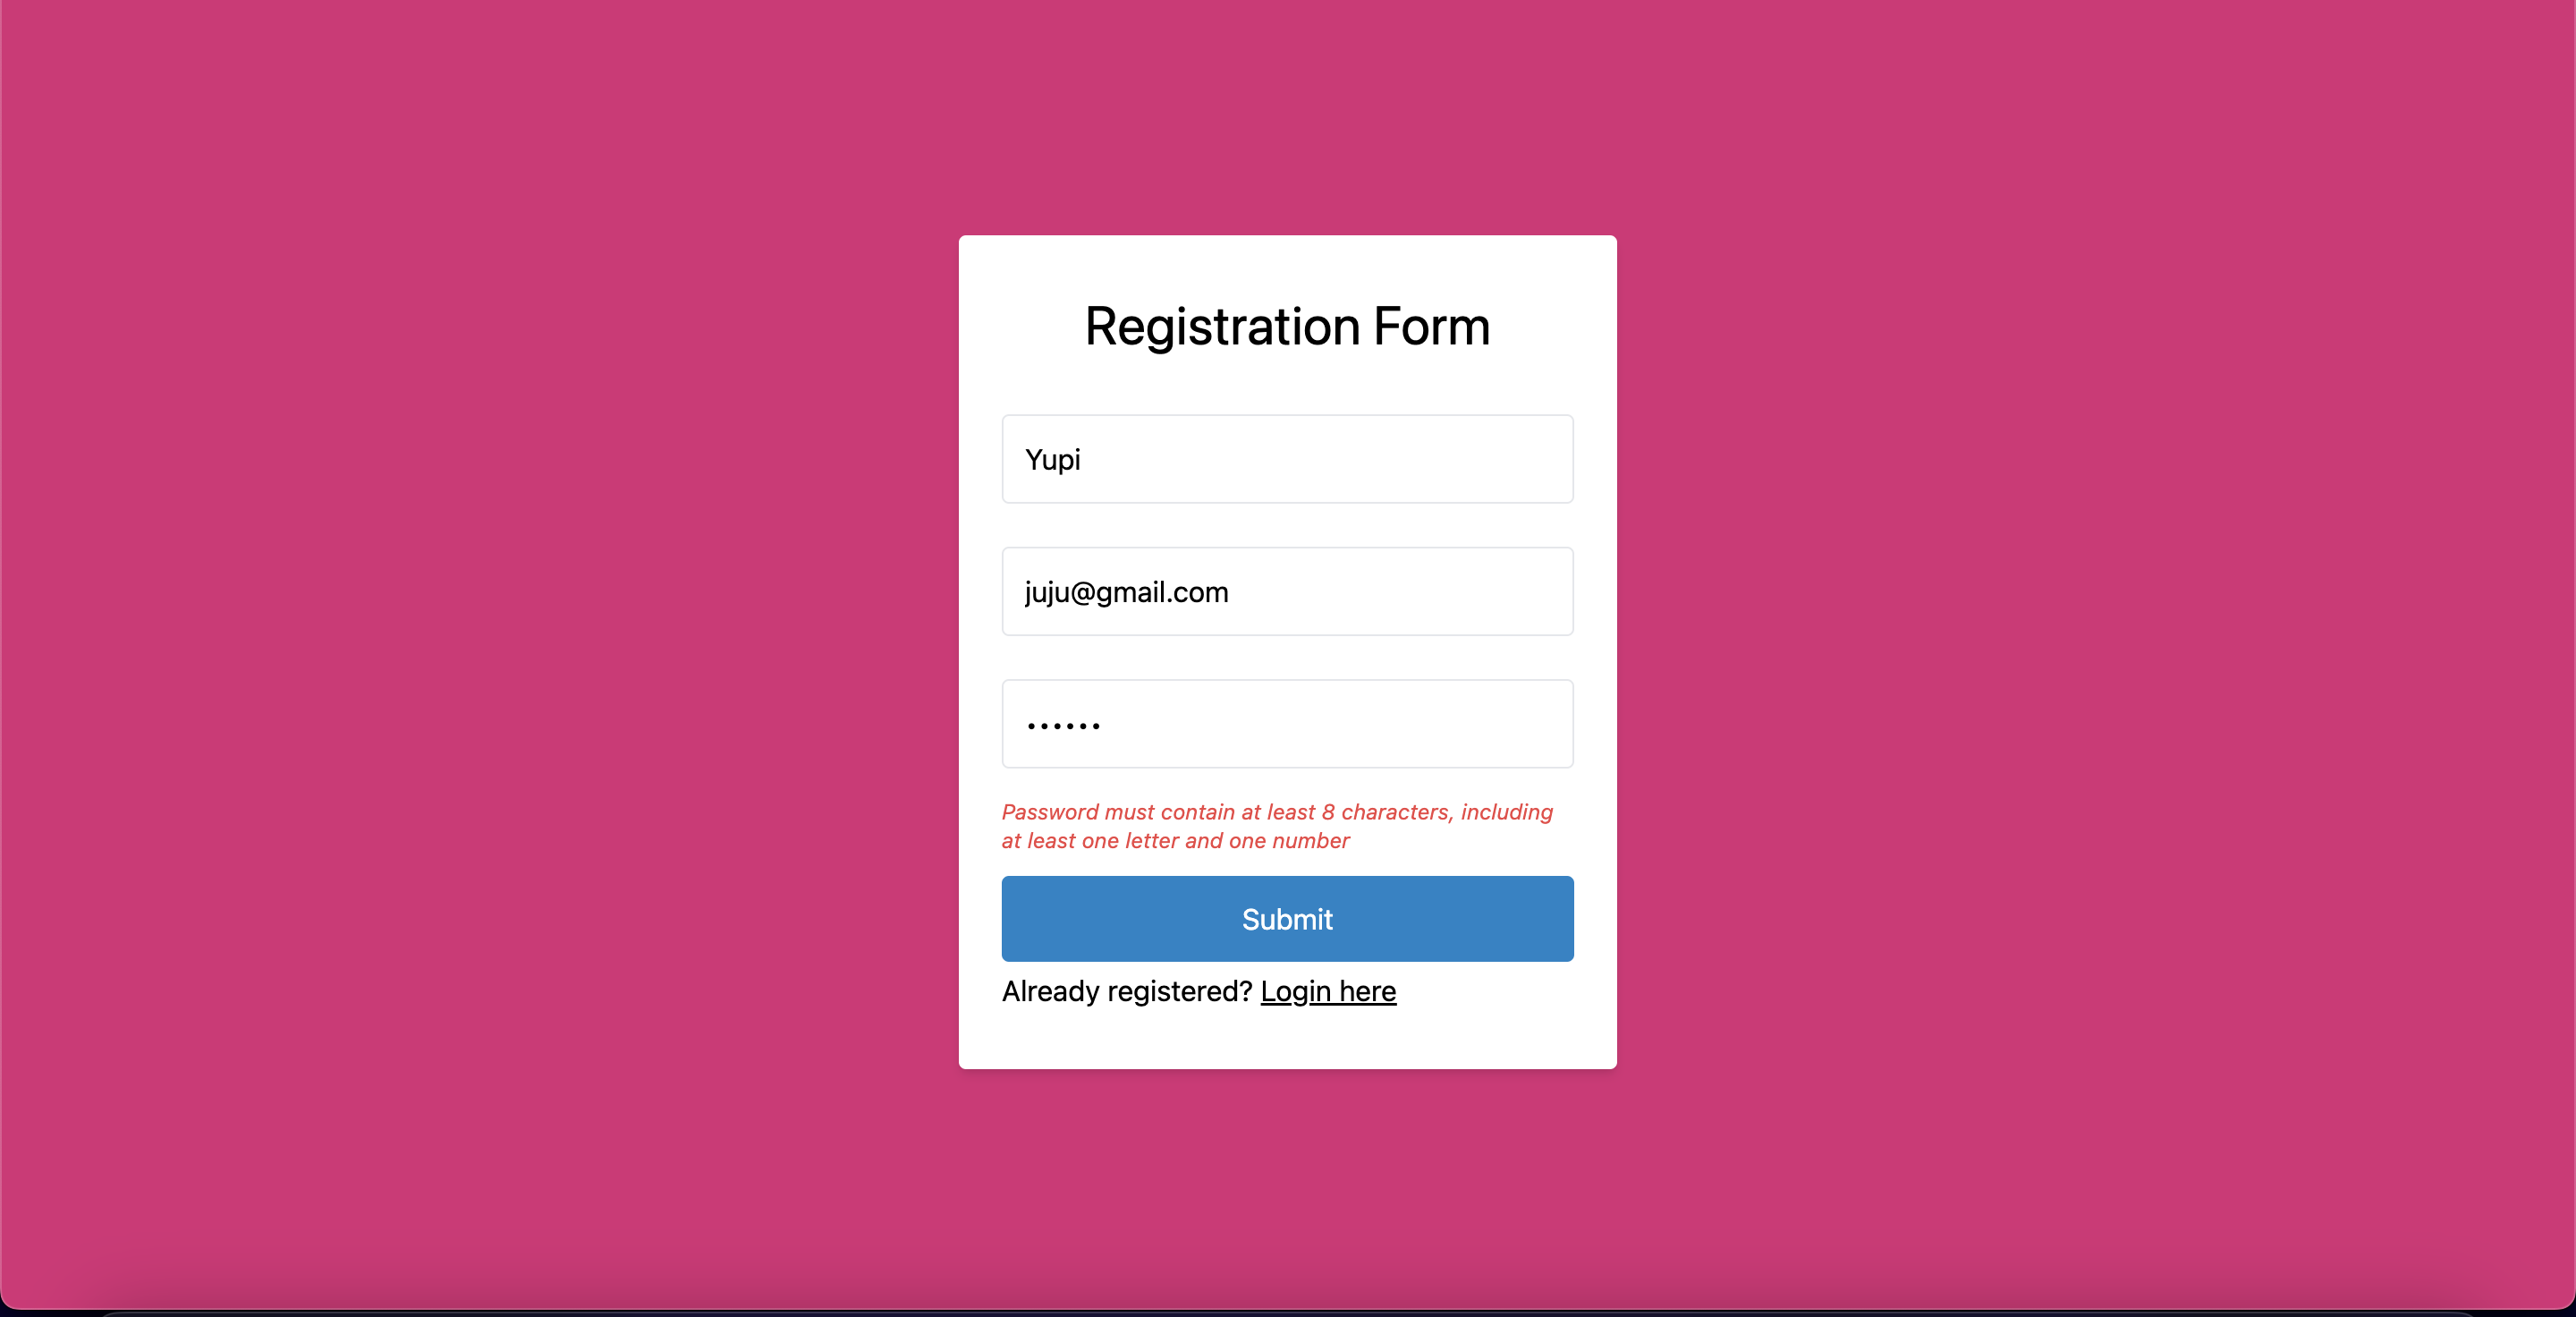 Registration Form
Yupi
juju@gmail.com
••••••
Password must contain at least 8 characters, including
at least one letter and one number
Submit
Already registered? Login here